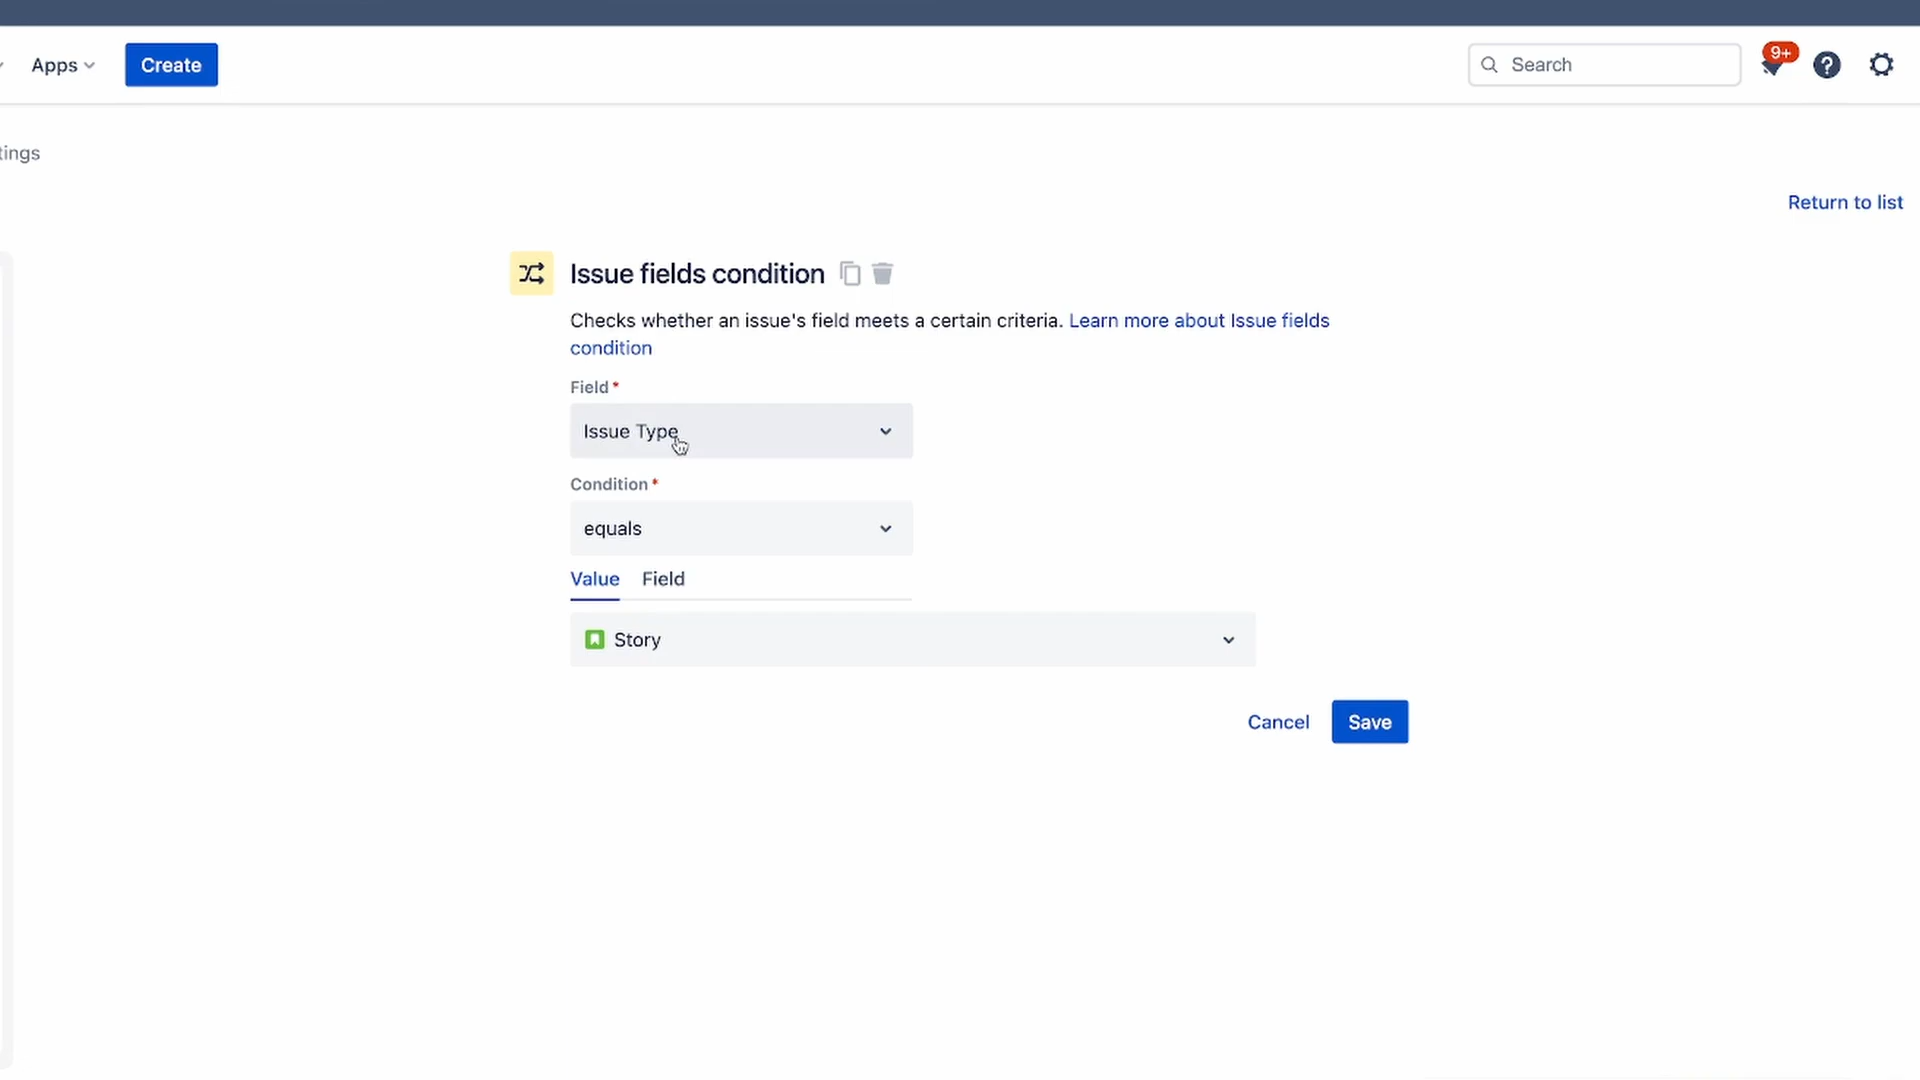 Apps
Create
Search
9+
tings
Return to list
Issue fields condition
Checks whether an issue's field meets a certain criteria. Learn more about Issue fields
condition
Field *
Issue Type
Condition *
equals
Value Field
Story
Cancel Save